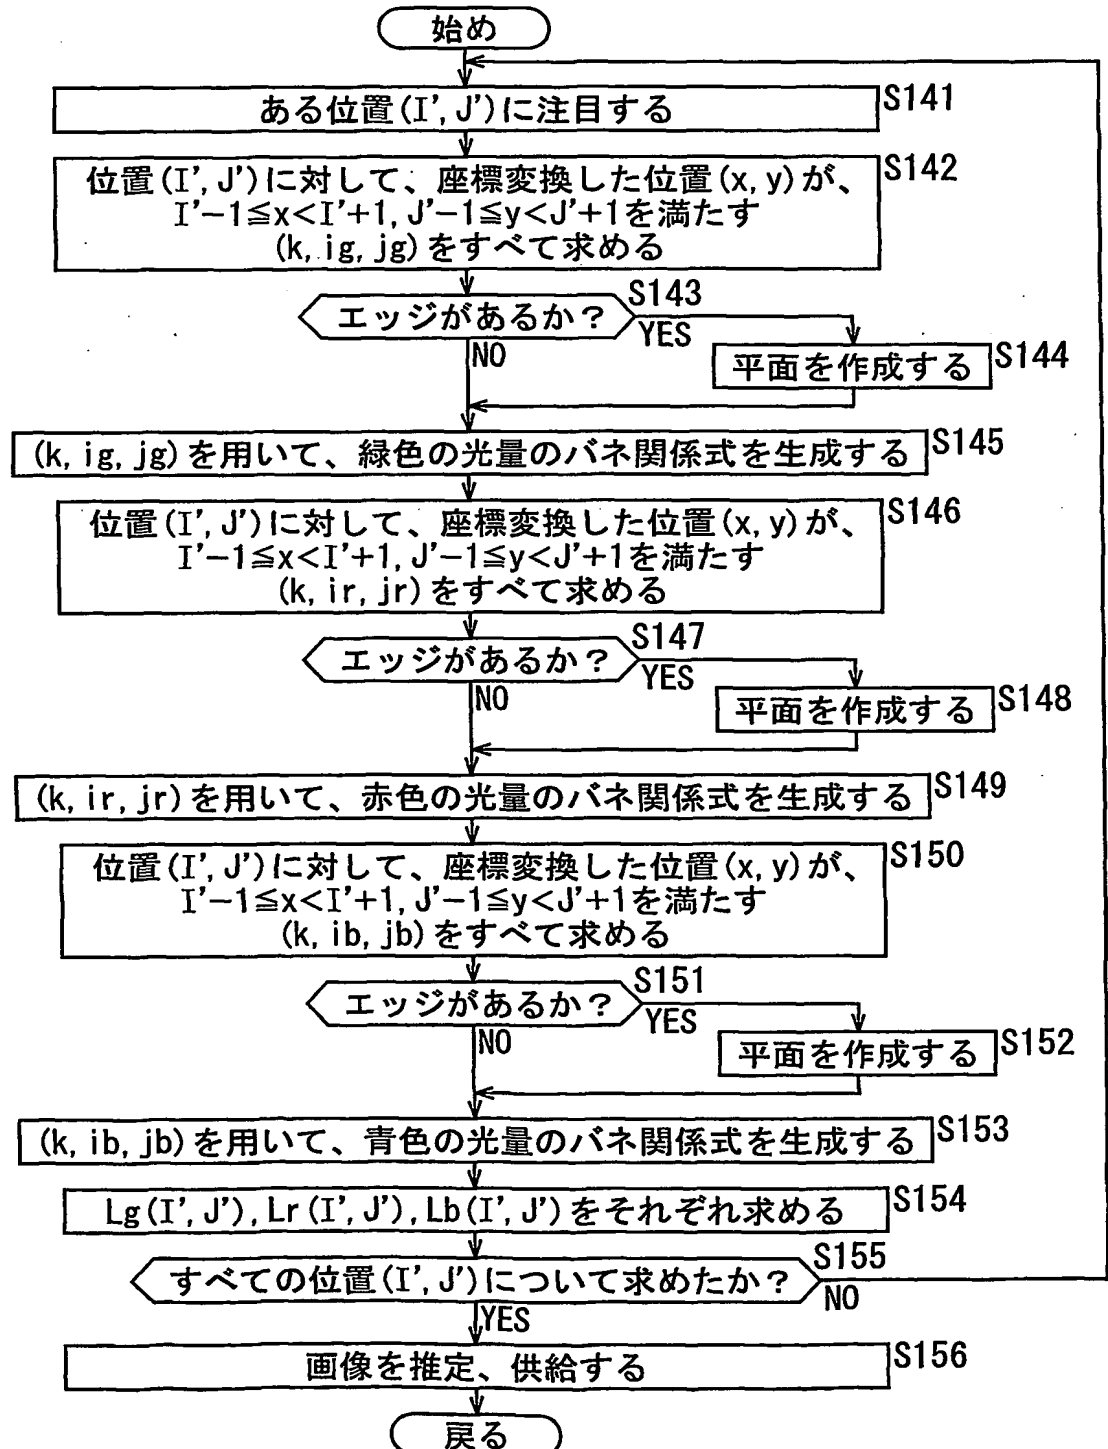 始め
ある位置(I', J')に注目する
S141
位置(I', J')に対して、座標変換した位置(x, y)が、
I'-1≦x<I'+1, J'-1≦y<J'+1を満たす
(k, ig, jg)をすべて求める
S142
エッジがあるか?
S143
YES
NO
平面を作成する
S144
(k, ig, jg)を用いて、緑色の光量のバネ関係式を生成する
S145
位置(I', J')に対して、座標変換した位置(x, y)が、
I'-1≦x<I'+1, J'-1≦y<J'+1を満たす
(k, ir, jr)をすべて求める
S146
エッジがあるか?
S147
YES
NO
平面を作成する
S148
(k, ir, jr)を用いて、赤色の光量のバネ関係式を生成する
S149
位置(I', J')に対して、座標変換した位置(x, y)が、
I'-1≦x<I'+1, J'-1≦y<J'+1を満たす
(k, ib, jb)をすべて求める
S150
エッジがあるか?
S151
YES
NO
平面を作成する
S152
(k, ib, jb)を用いて、青色の光量のバネ関係式を生成する
S153
Lg(I', J'), Lr(I', J'), Lb(I', J')をそれぞれ求める
S154
すべての位置(I', J')について求めたか?
S155
NO
YES
画像を推定、供給する
S156
戻る